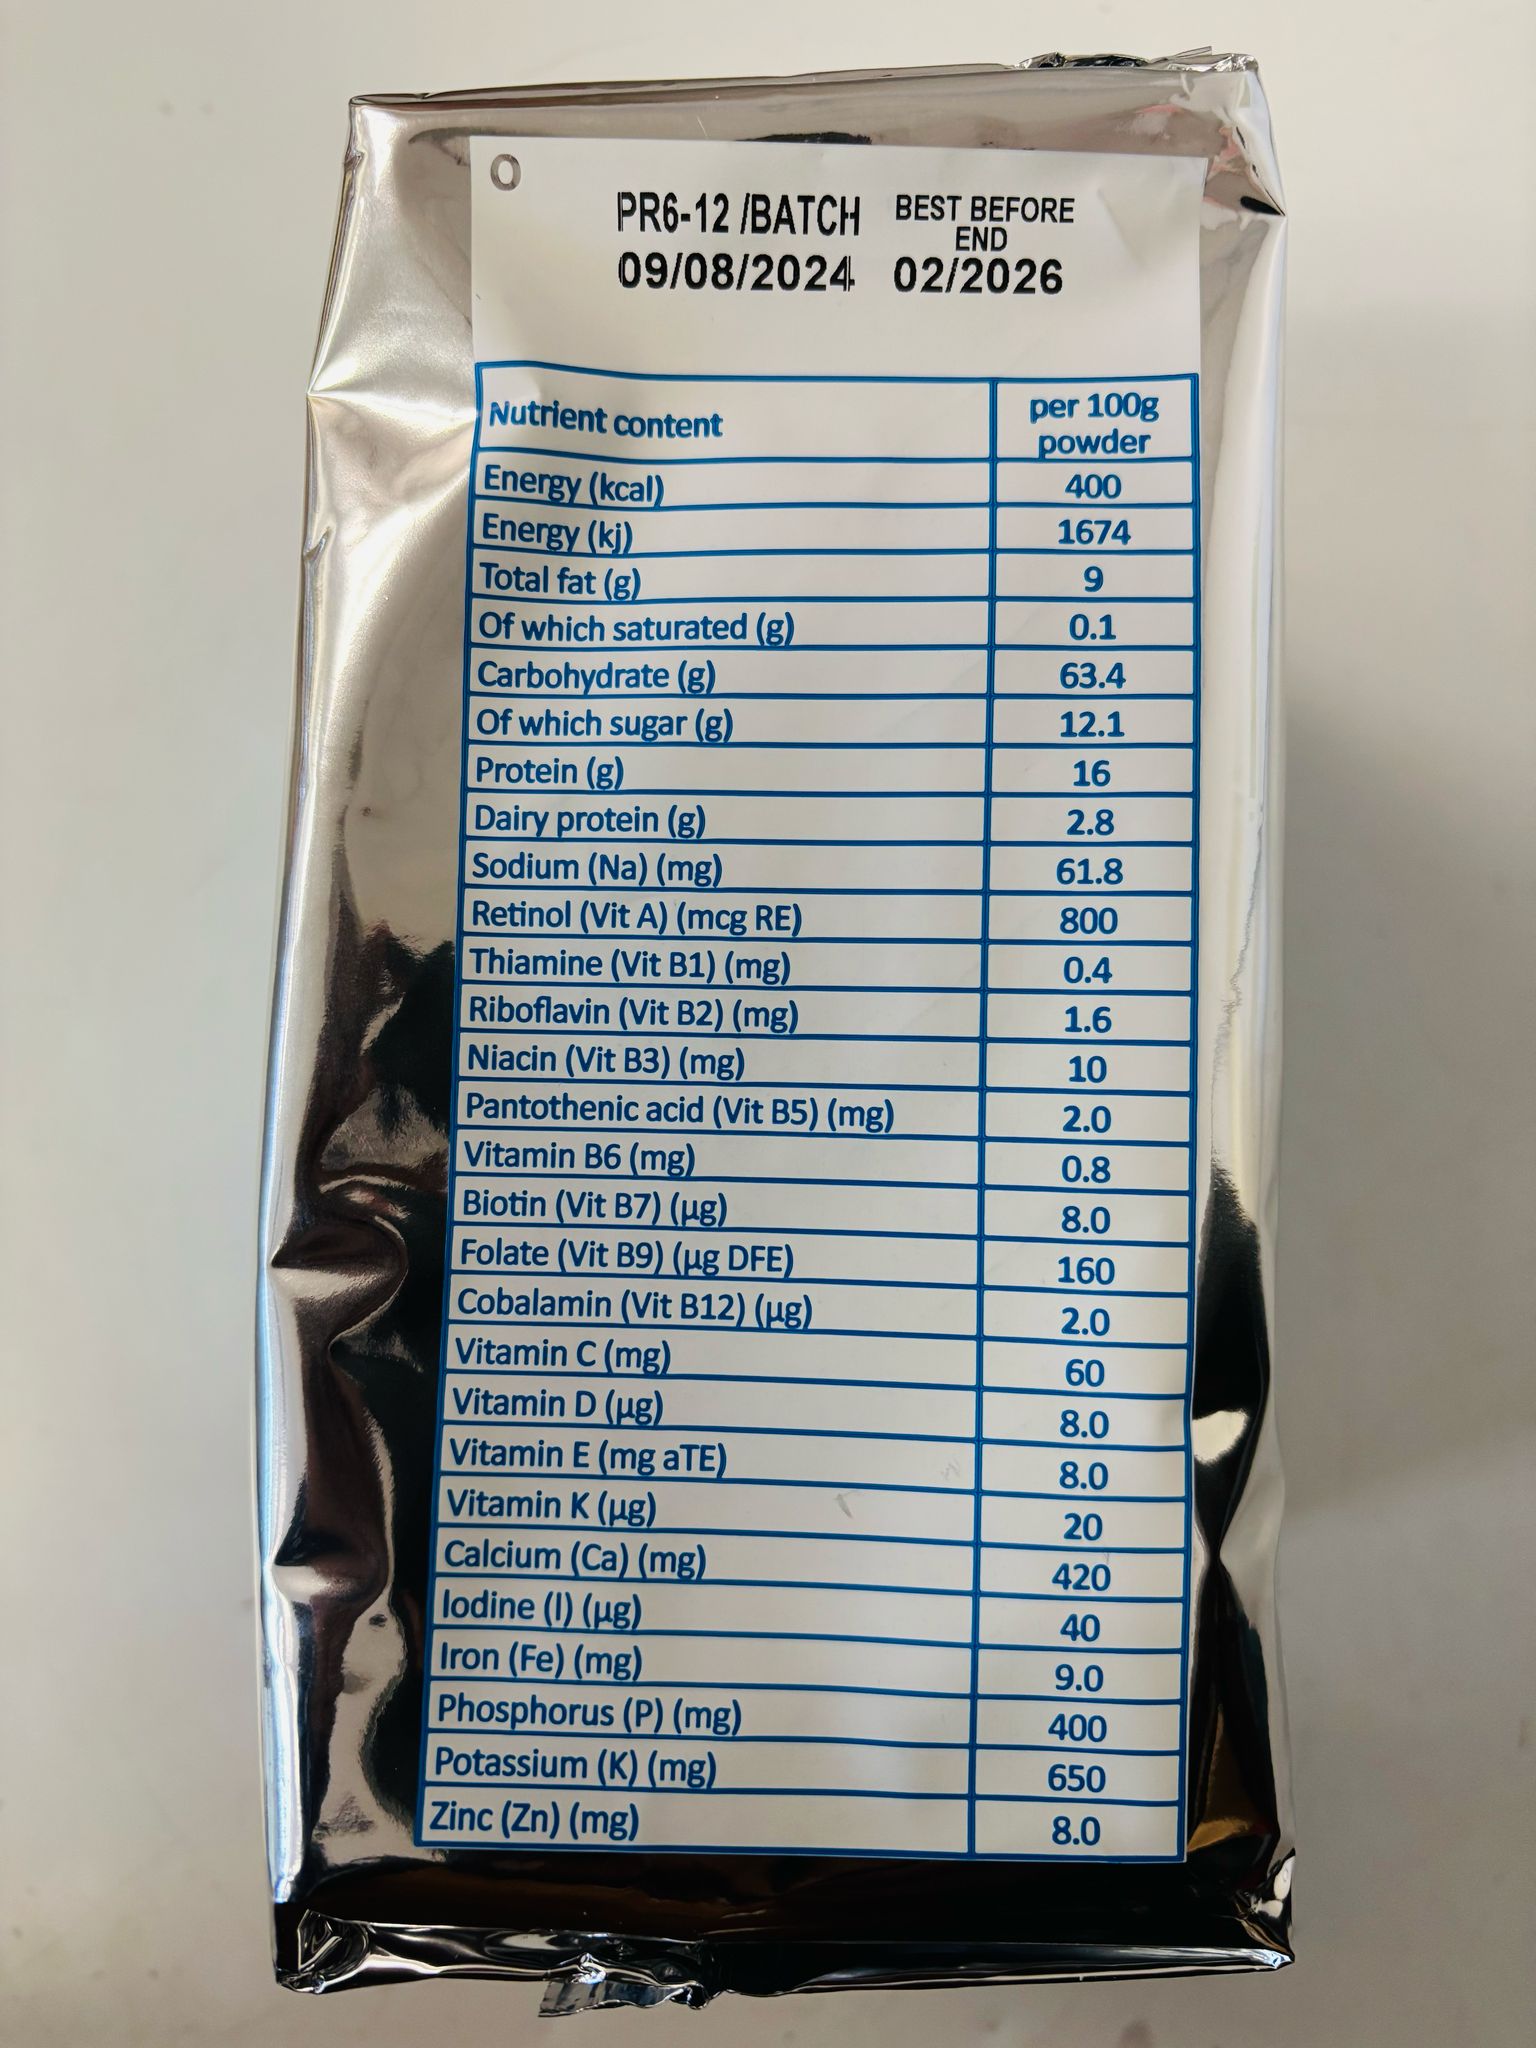 PR6-12 /BATCH BEST BEFORE
END
09/08/2024 02/2026
Nutrient content per 100g powder
Energy (kcal) 400
Energy (kj) 1674
Total fat (g) 9
Of which saturated (g) 0.1
Carbohydrate (g) 63.4
Of which sugar (g) 12.1
Protein (g) 16
Dairy protein (g) 2.8
Sodium (Na) (mg) 61.8
Retinol (Vit A) (mcg RE) 800
Thiamine (Vit B1) (mg) 0.4
Riboflavin (Vit B2) (mg) 1.6
Niacin (Vit B3) (mg) 10
Pantothenic acid (Vit B5) (mg) 2.0
Vitamin B6 (mg) 0.8
Biotin (Vit B7) (µg) 8.0
Folate (Vit B9) (µg DFE) 160
Cobalamin (Vit B12) (µg) 2.0
Vitamin C (mg) 60
Vitamin D (µg) 8.0
Vitamin E (mg aTE) 8.0
Vitamin K (µg) 20
Calcium (Ca) (mg) 420
Iodine (I) (µg) 40
Iron (Fe) (mg) 9.0
Phosphorus (P) (mg) 400
Potassium (K) (mg) 650
Zinc (Zn) (mg) 8.0